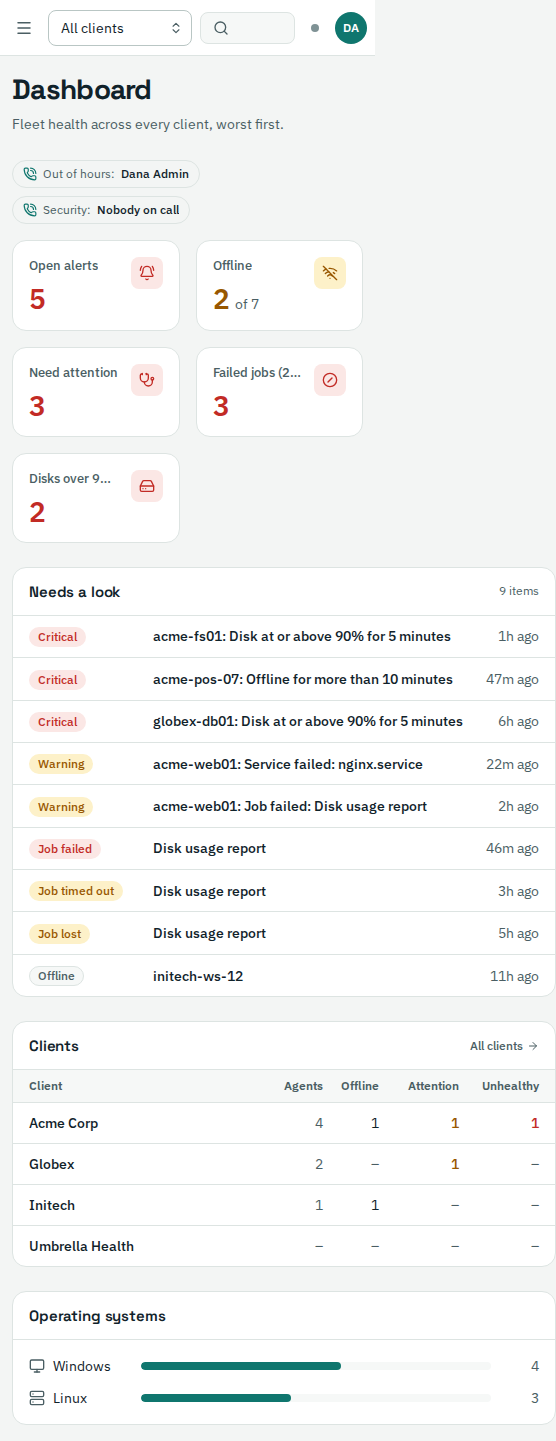 All clients
DA
Dashboard
Fleet health across every client, worst first.
Out of hours: Dana Admin
Security: Nobody on call
Open alerts
5
Offline
2 of 7
Need attention
3
Failed jobs (2...
3
Disks over 9...
2
Needs a look 9 items
Critical acme-fs01: Disk at or above 90% for 5 minutes 1h ago
Critical acme-pos-07: Offline for more than 10 minutes 47m ago
Critical globex-db01: Disk at or above 90% for 5 minutes 6h ago
Warning acme-web01: Service failed: nginx.service 22m ago
Warning acme-web01: Job failed: Disk usage report 2h ago
Job failed Disk usage report 46m ago
Job timed out Disk usage report 3h ago
Job lost Disk usage report 5h ago
Offline initech-ws-12 11h ago
Clients All clients →
Client Agents Offline Attention Unhealthy
Acme Corp 4 1 1 1
Globex 2 – 1 –
Initech 1 1 – –
Umbrella Health – – – –
Operating systems
Windows 4
Linux 3